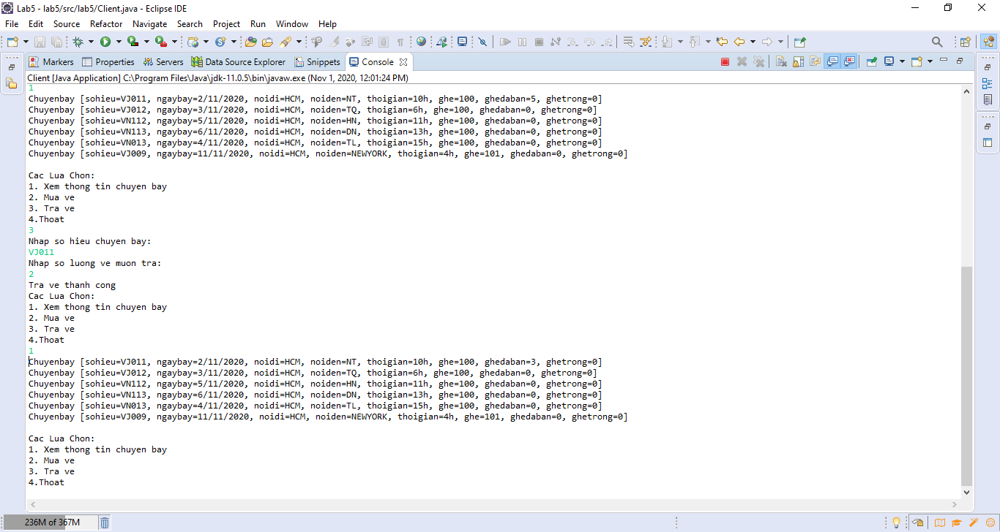 Lab5 - lab5/src/lab5/Client.java - Eclipse IDE
File Edit Source Refactor Navigate Search Project Run Window Help
Markers Properties Servers Data Source Explorer Snippets Console
Client [Java Application] C:\Program Files\Java\jdk-11.0.5\bin\javaw.exe (Nov 1, 2020, 12:01:24 PM)
1
Chuyenbay [sohieu=VJ011, ngaybay=2/11/2020, noidi=HCM, noiden=NT, thoigian=10h, ghe=100, ghedaban=5, ghetrong=0]
Chuyenbay [sohieu=VJ012, ngaybay=3/11/2020, noidi=HCM, noiden=TQ, thoigian=6h, ghe=100, ghedaban=0, ghetrong=0]
Chuyenbay [sohieu=VN112, ngaybay=5/11/2020, noidi=HCM, noiden=HN, thoigian=11h, ghe=100, ghedaban=0, ghetrong=0]
Chuyenbay [sohieu=VN113, ngaybay=6/11/2020, noidi=HCM, noiden=DN, thoigian=13h, ghe=100, ghedaban=0, ghetrong=0]
Chuyenbay [sohieu=VN013, ngaybay=4/11/2020, noidi=HCM, noiden=TL, thoigian=15h, ghe=100, ghedaban=0, ghetrong=0]
Chuyenbay [sohieu=VJ009, ngaybay=11/11/2020, noidi=HCM, noiden=NEWYORK, thoigian=4h, ghe=101, ghedaban=0, ghetrong=0]
Cac Lua Chon:
1. Xem thong tin chuyen bay
2. Mua ve
3. Tra ve
4.Thoat
3
Nhap so hieu chuyen bay:
VJ011
Nhap so luong ve muon tra:
2
Tra ve thanh cong
Cac Lua Chon:
1. Xem thong tin chuyen bay
2. Mua ve
3. Tra ve
4.Thoat
1
Chuyenbay [sohieu=VJ011, ngaybay=2/11/2020, noidi=HCM, noiden=NT, thoigian=10h, ghe=100, ghedaban=3, ghetrong=0]
Chuyenbay [sohieu=VJ012, ngaybay=3/11/2020, noidi=HCM, noiden=TQ, thoigian=6h, ghe=100, ghedaban=0, ghetrong=0]
Chuyenbay [sohieu=VN112, ngaybay=5/11/2020, noidi=HCM, noiden=HN, thoigian=11h, ghe=100, ghedaban=0, ghetrong=0]
Chuyenbay [sohieu=VN113, ngaybay=6/11/2020, noidi=HCM, noiden=DN, thoigian=13h, ghe=100, ghedaban=0, ghetrong=0]
Chuyenbay [sohieu=VN013, ngaybay=4/11/2020, noidi=HCM, noiden=TL, thoigian=15h, ghe=100, ghedaban=0, ghetrong=0]
Chuyenbay [sohieu=VJ009, ngaybay=11/11/2020, noidi=HCM, noiden=NEWYORK, thoigian=4h, ghe=101, ghedaban=0, ghetrong=0]
Cac Lua Chon:
1. Xem thong tin chuyen bay
2. Mua ve
3. Tra ve
4.Thoat
236M of 367M